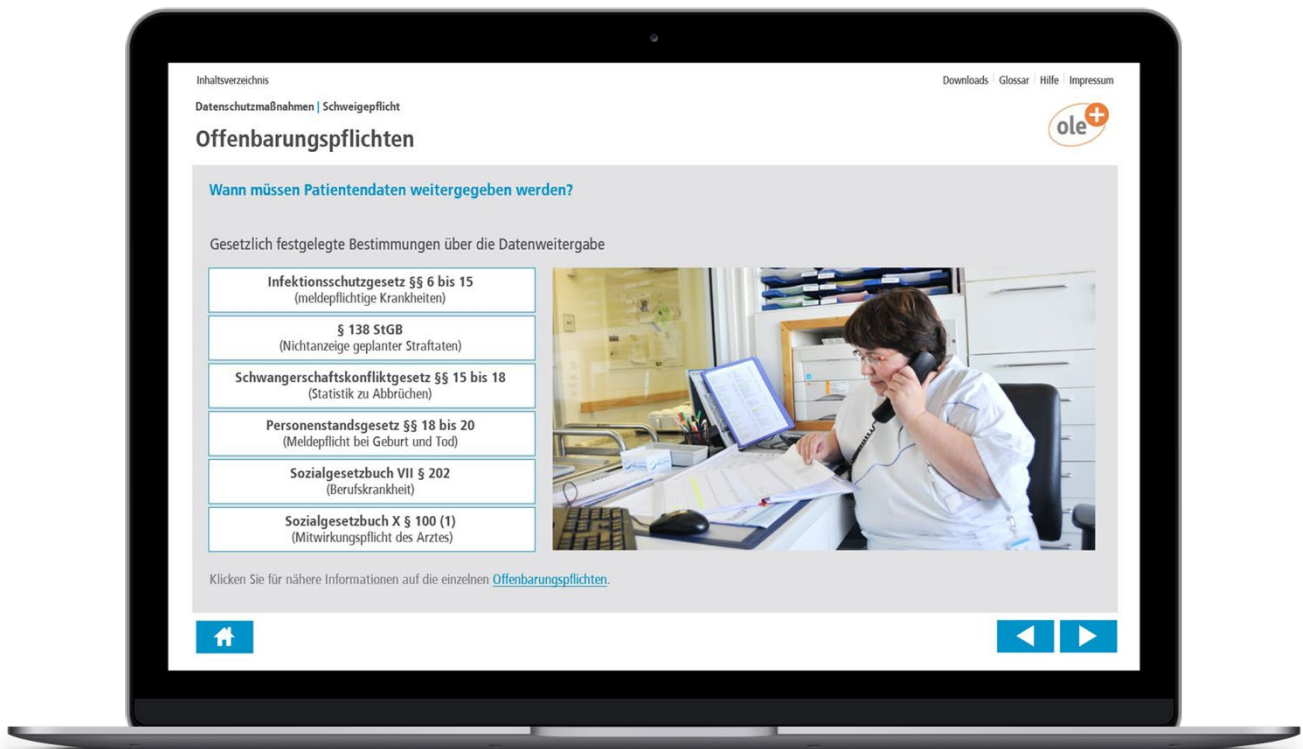 Inhaltsverzeichnis
Downloads Glossar Hilfe Impressum
Datenschutzmaßnahmen | Schweigepflicht
Offenbarungspflichten
ole+
Wann müssen Patientendaten weitergegeben werden?
Gesetzlich festgelegte Bestimmungen über die Datenweitergabe
Infektionsschutzgesetz §§ 6 bis 15
(meldepflichtige Krankheiten)
§ 138 StGB
(Nichtanzeige geplanter Straftaten)
Schwangerschaftskonfliktgesetz §§ 15 bis 18
(Statistik zu Abbrüchen)
Personenstandsgesetz §§ 18 bis 20
(Meldepflicht bei Geburt und Tod)
Sozialgesetzbuch VII § 202
(Berufskrankheit)
Sozialgesetzbuch X § 100 (1)
(Mitwirkungspflicht des Arztes)
Klicken Sie für nähere Informationen auf die einzelnen Offenbarungspflichten.